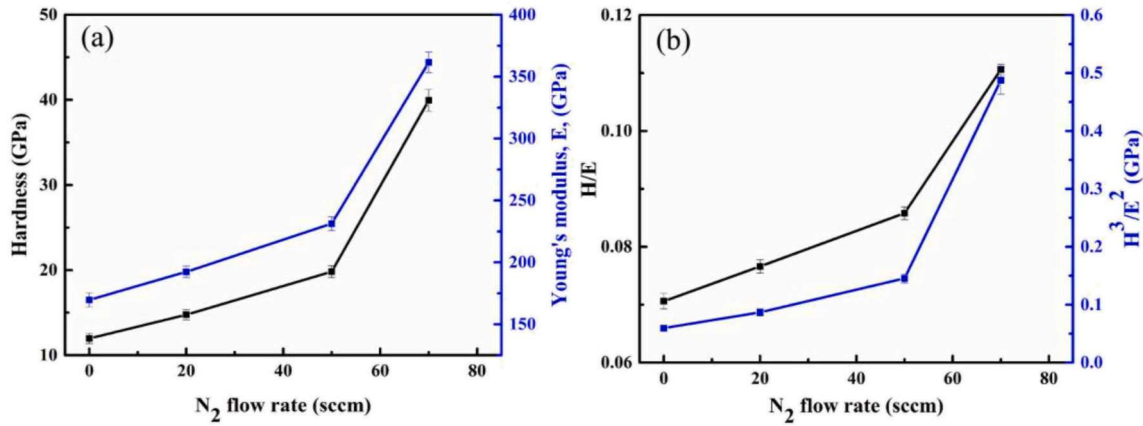 (a)
50
40
30
20
10
Hardness (GPa)
400
350
300
250
200
150
Young's modulus, E, (GPa)
0 20 40 60 80
N2 flow rate (sccm)
(b)
0.12
0.10
0.08
0.06
H/E
0.6
0.5
0.4
0.3
0.2
0.1
0.0
H³/E² (GPa)
0 20 40 60 80
N2 flow rate (sccm)